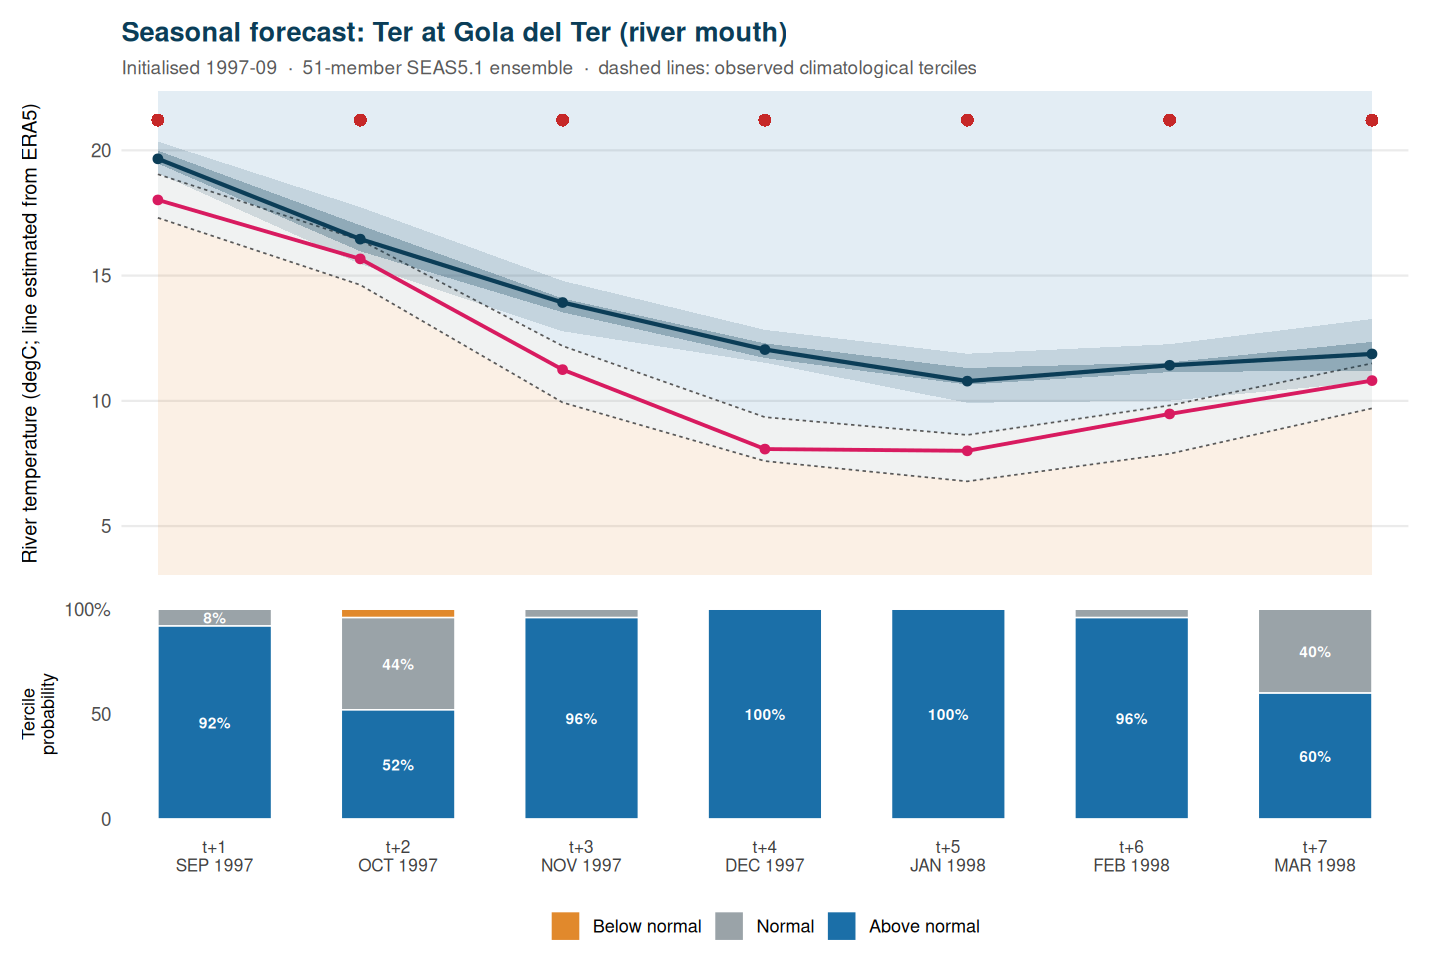 Seasonal forecast: Ter at Gola del Ter (river mouth)
Initialised 1997-09 · 51-member SEAS5.1 ensemble · dashed lines: observed climatological terciles
River temperature (degC; line estimated from ERA5)
20
15
10
5
Tercile
probability
100%
50
0
8%
92%
44%
52%
96%
100%
100%
96%
40%
60%
t+1
SEP 1997
t+2
OCT 1997
t+3
NOV 1997
t+4
DEC 1997
t+5
JAN 1998
t+6
FEB 1998
t+7
MAR 1998
Below normal
Normal
Above normal